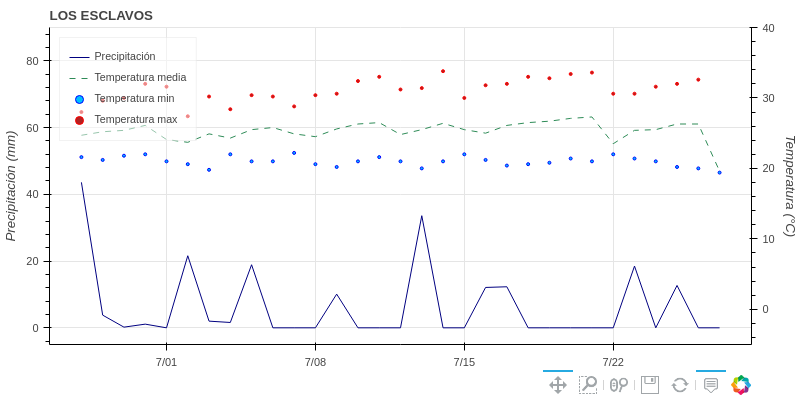 LOS ESCLAVOS
Precipitación
Temperatura media
Temperatura min
Temperatura max
Precipitación (mm)
80
60
40
20
0
Temperatura (°C)
40
30
20
10
0
7/01
7/08
7/15
7/22